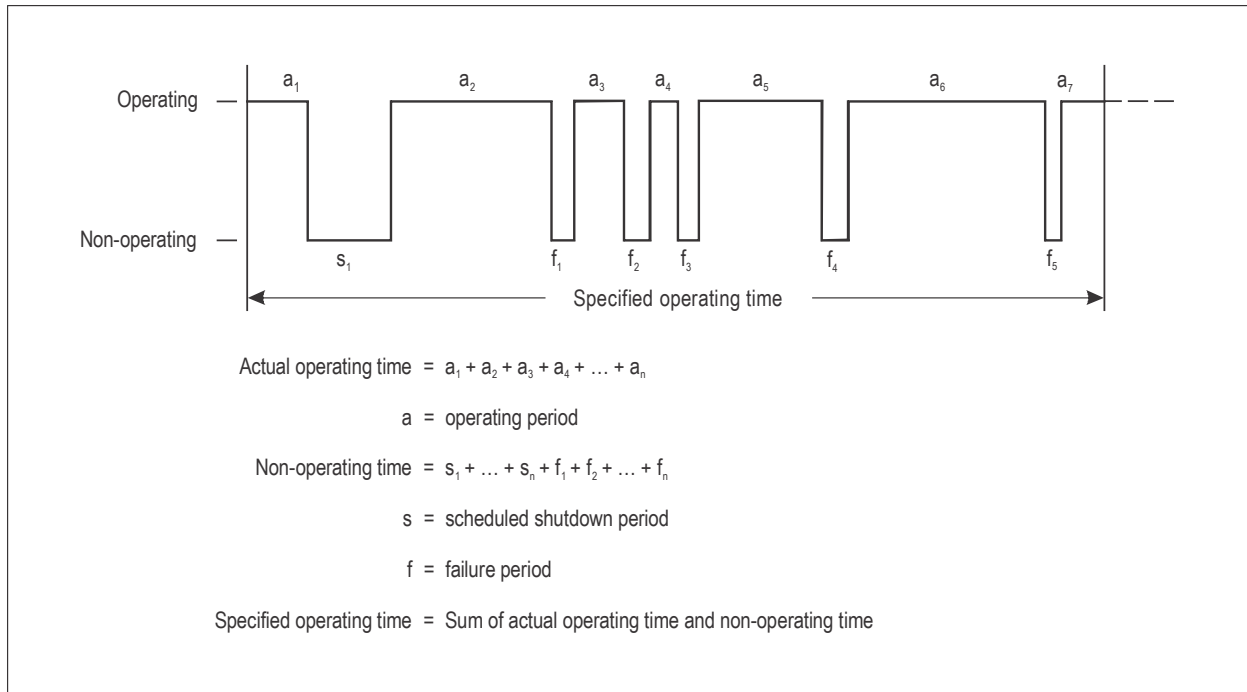 a₁ a₂ a₃ a₄ a₅ a₆ a₇
Operating
Non-operating
s₁ f₁ f₂ f₃ f₄ f₅
Specified operating time
Actual operating time = a₁ + a₂ + a₃ + a₄ + … + aₙ
a = operating period
Non-operating time = s₁ + … + sₙ + f₁ + f₂ + … + fₙ
s = scheduled shutdown period
f = failure period
Specified operating time = Sum of actual operating time and non-operating time